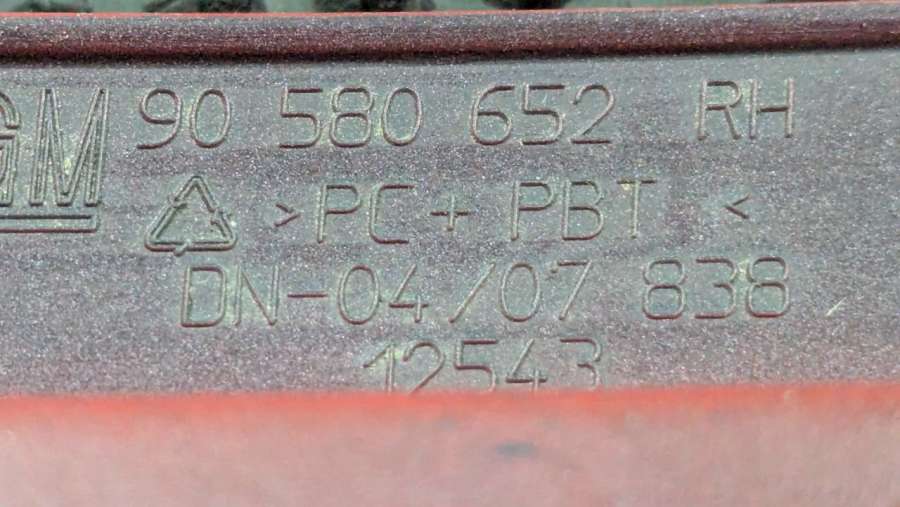 GM 90 580 652 RH
>PC+PBT<
DN-04/07 838
12543